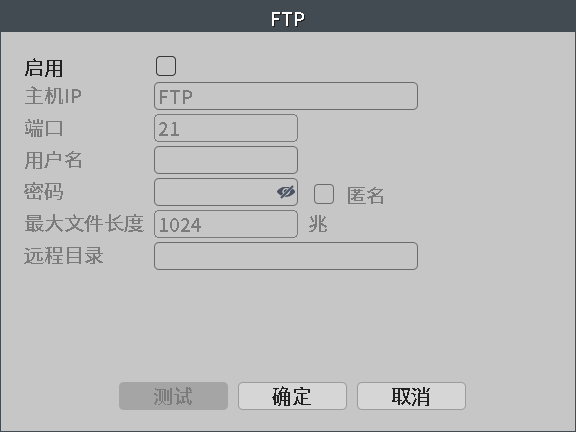 FTP
启用
主机IP FTP
端口 21
用户名
密码 匿名
最大文件长度 1024 兆
远程目录
测试 确定 取消